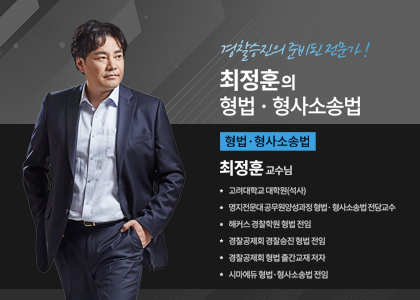 경찰승진의 준비된 전문가!
최정훈의
형법·형사소송법
형법·형사소송법
최정훈 교수님
* 고려대학교 대학원(석사)
* 명지전문대 공무원양성과정 형법·형사소송법 전담교수
* 해커스 경찰학원 형법 전임
* 경찰공제회 경찰승진 형법 전임
* 경찰공제회 형법 출간교재 저자
* 시마에듀 형법·형사소송법 전임